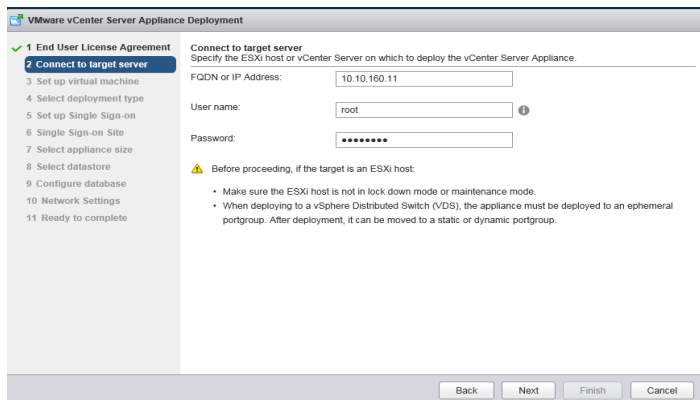 VMware vCenter Server Appliance Deployment
1 End User License Agreement
2 Connect to target server
3 Set up virtual machine
4 Select deployment type
5 Set up Single Sign-on
6 Single Sign-on Site
7 Select appliance size
8 Select datastore
9 Configure database
10 Network Settings
11 Ready to complete
Connect to target server
Specify the ESXi host or vCenter Server on which to deploy the vCenter Server Appliance.
FQDN or IP Address: 10.10.160.11
User name: root
Password: ●●●●●●●●
Before proceeding, if the target is an ESXi host:
• Make sure the ESXi host is not in lock down mode or maintenance mode.
• When deploying to a vSphere Distributed Switch (VDS), the appliance must be deployed to an ephemeral
portgroup. After deployment, it can be moved to a static or dynamic portgroup.
Back Next Finish Cancel